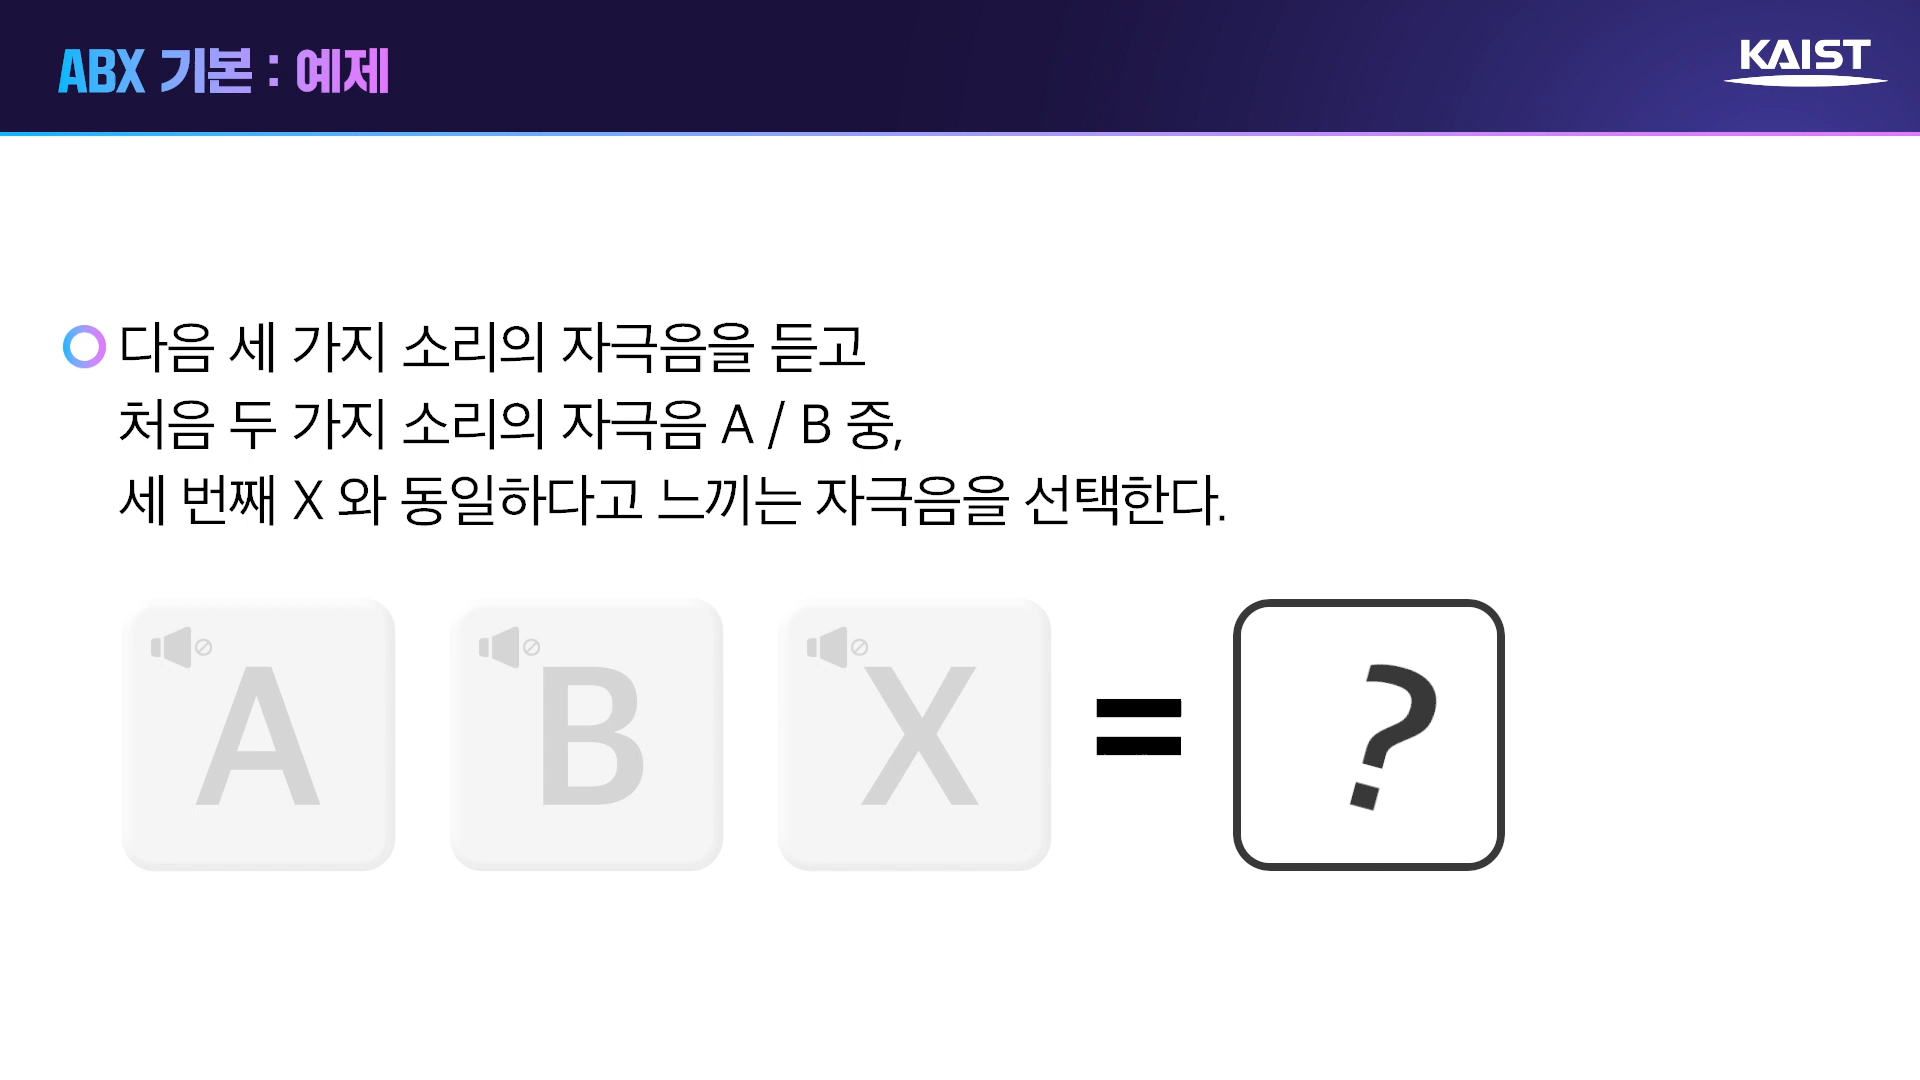 ABX 기본 : 예제
KAIST
다음 세 가지 소리의 자극음을 듣고
처음 두 가지 소리의 자극음 A / B 중,
세 번째 X 와 동일하다고 느끼는 자극음을 선택한다.
A B X = ?